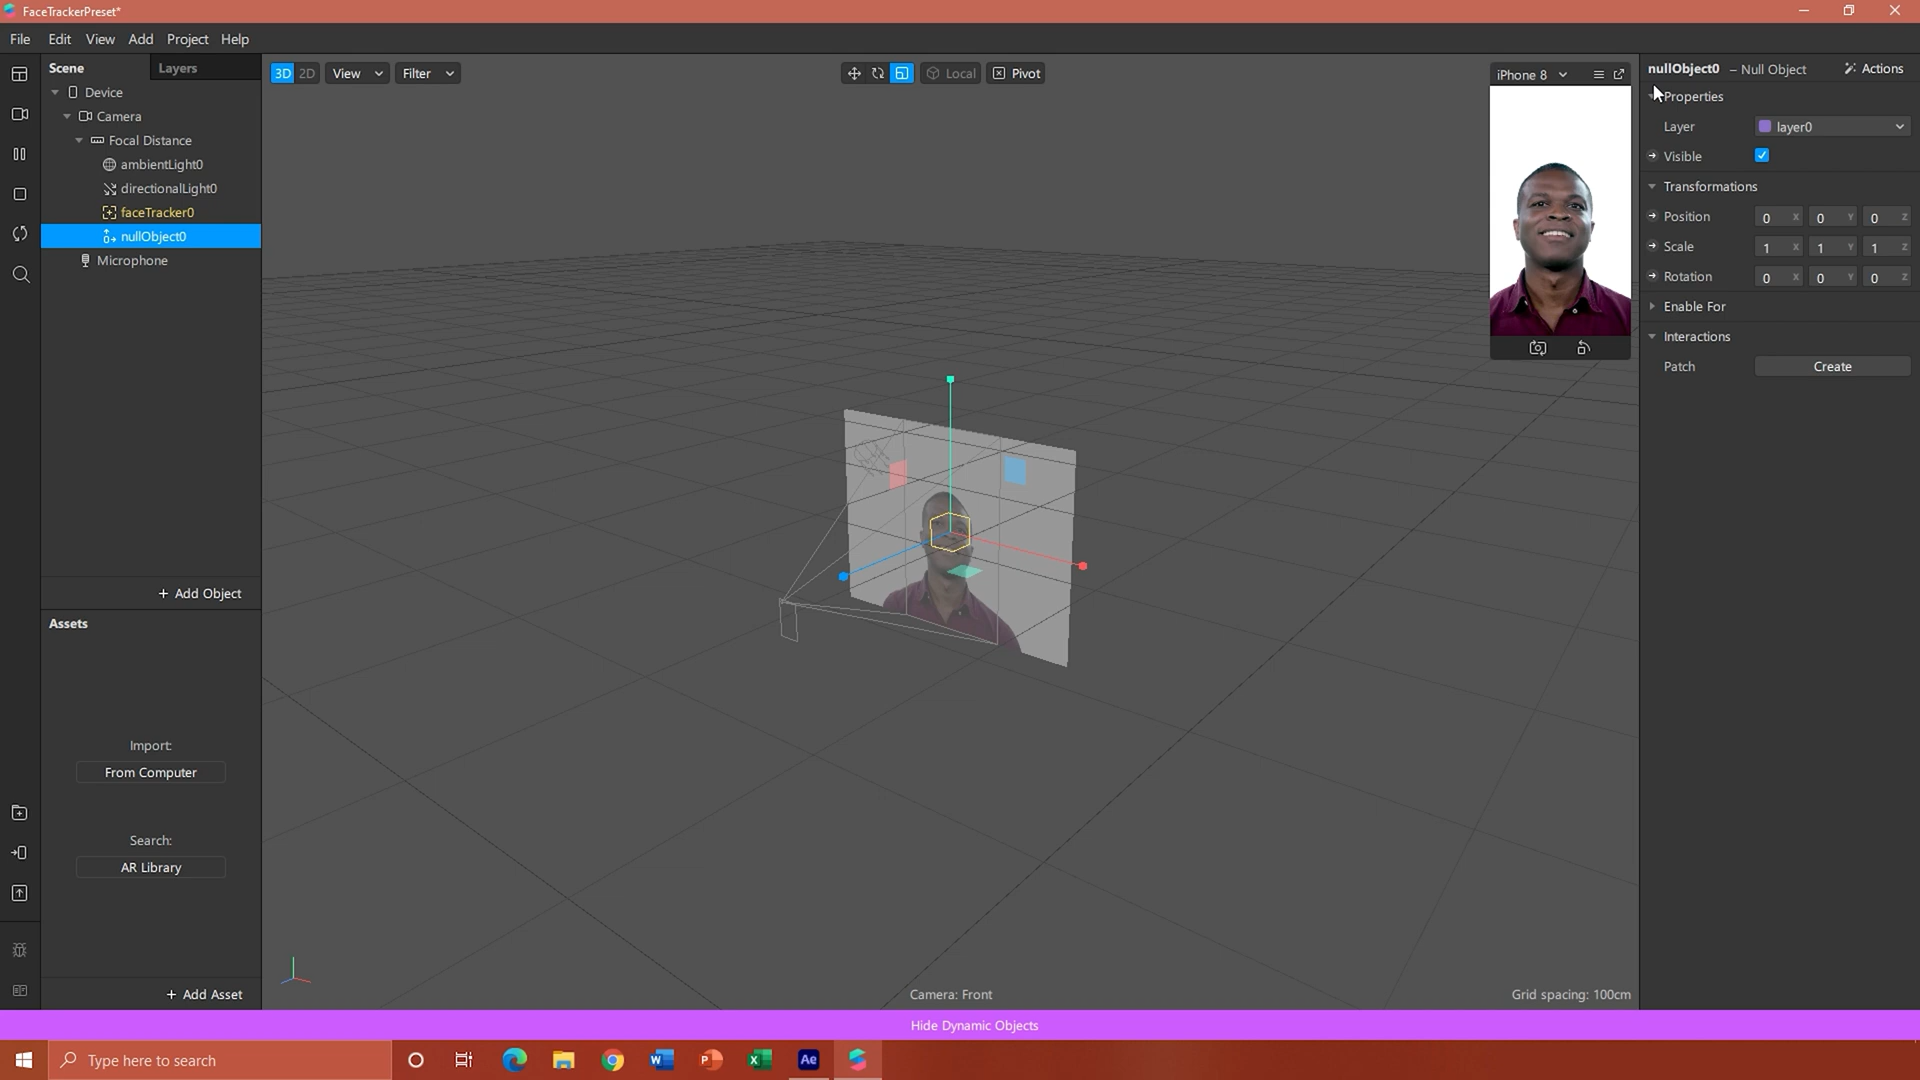 FaceTrackerPreset*
File Edit View Add Project Help
Scene Layers
Device
Camera
Focal Distance
ambientLight0
directionalLight0
faceTracker0
nullObject0
Microphone
+ Add Object
Assets
Import:
From Computer
Search:
AR Library
+ Add Asset
3D 2D View Filter
Local Pivot
iPhone 8
Camera: Front
Grid spacing: 100cm
nullObject0 – Null Object Actions
Properties
Layer layer0
Visible
Transformations
Position 0 X 0 Y 0 Z
Scale 1 X 1 Y 1 Z
Rotation 0 X 0 Y 0 Z
Enable For
Interactions
Patch Create
Hide Dynamic Objects
Type here to search
W P X Ae